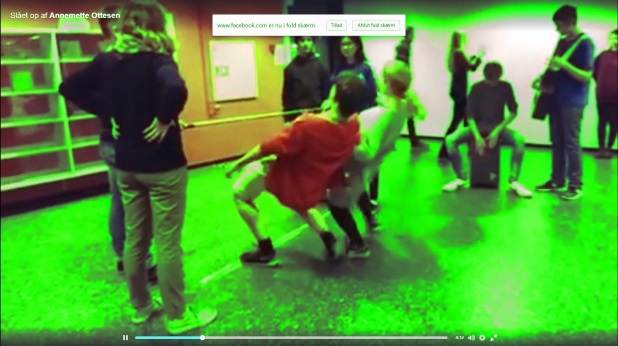 Slået op af Annemette Ottesen
www.facebook.com er nu i fuld skærm. Tillad Afslut fuld skærm